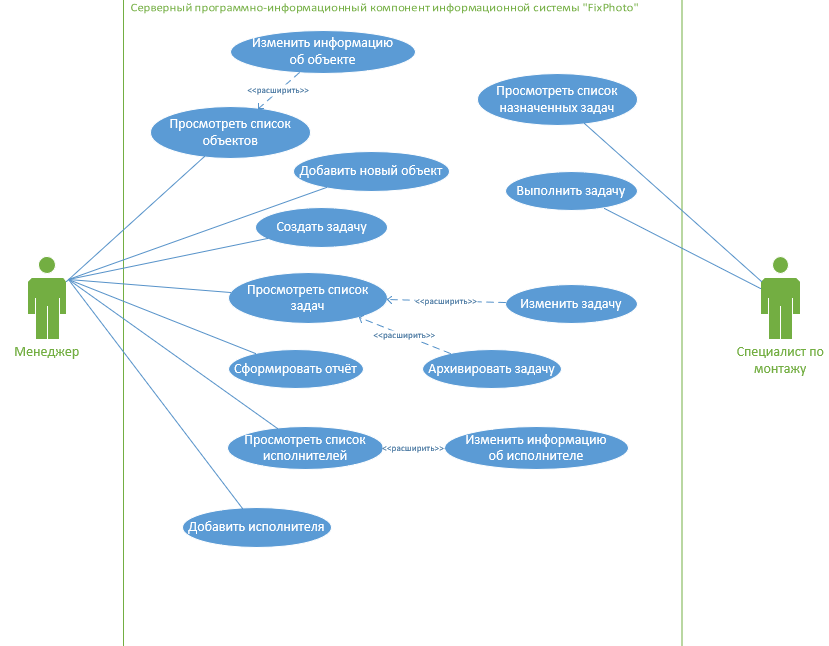 Серверный программно-информационный компонент информационной системы "FixPhoto"
Изменить информацию
об объекте
<<расширить>>
Просмотреть список
объектов
Просмотреть список
назначенных задач
Добавить новый объект
Выполнить задачу
Создать задачу
Просмотреть список
задач
<<расширить>>
Изменить задачу
<<расширить>>
Менеджер
Специалист по
монтажу
Сформировать отчёт
Архивировать задачу
Просмотреть список
исполнителей
<<расширить>>
Изменить информацию
об исполнителе
Добавить исполнителя